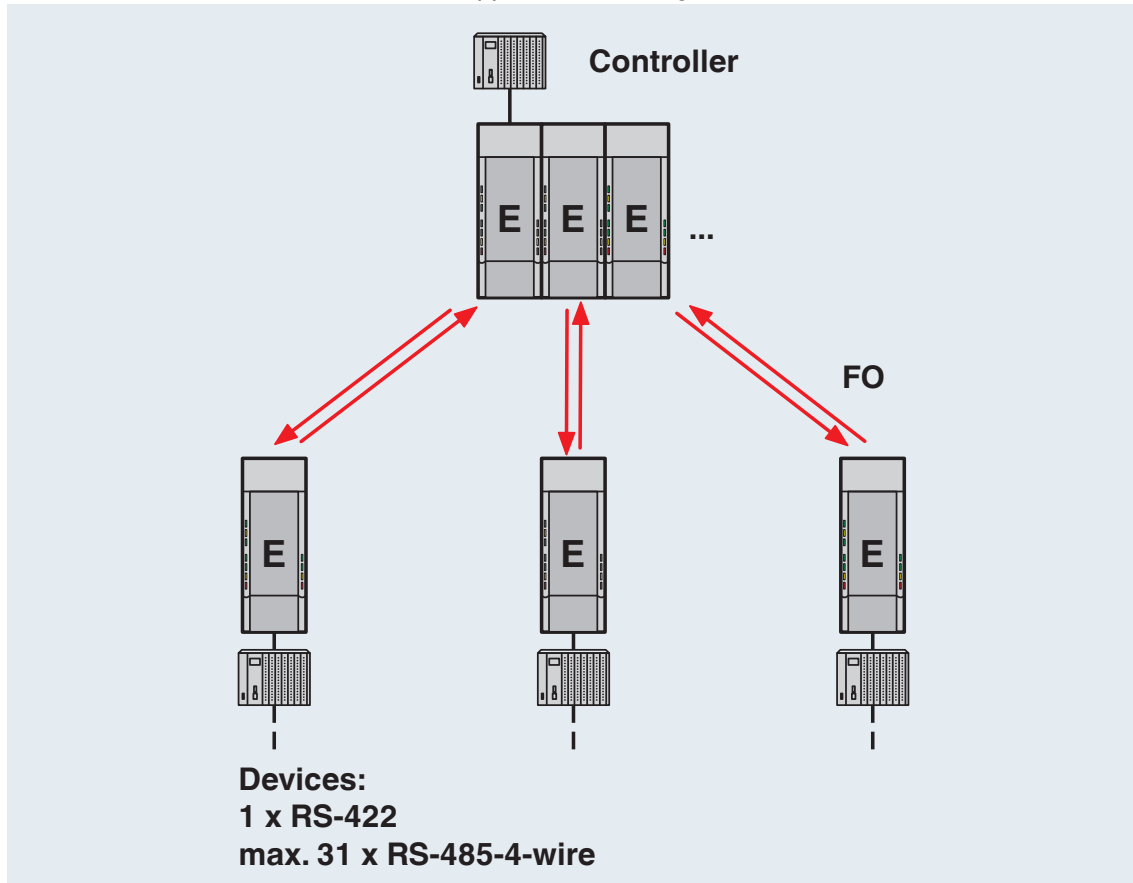 Controller
E E E ...
FO
E E E
Devices:
1 x RS-422
max. 31 x RS-485-4-wire